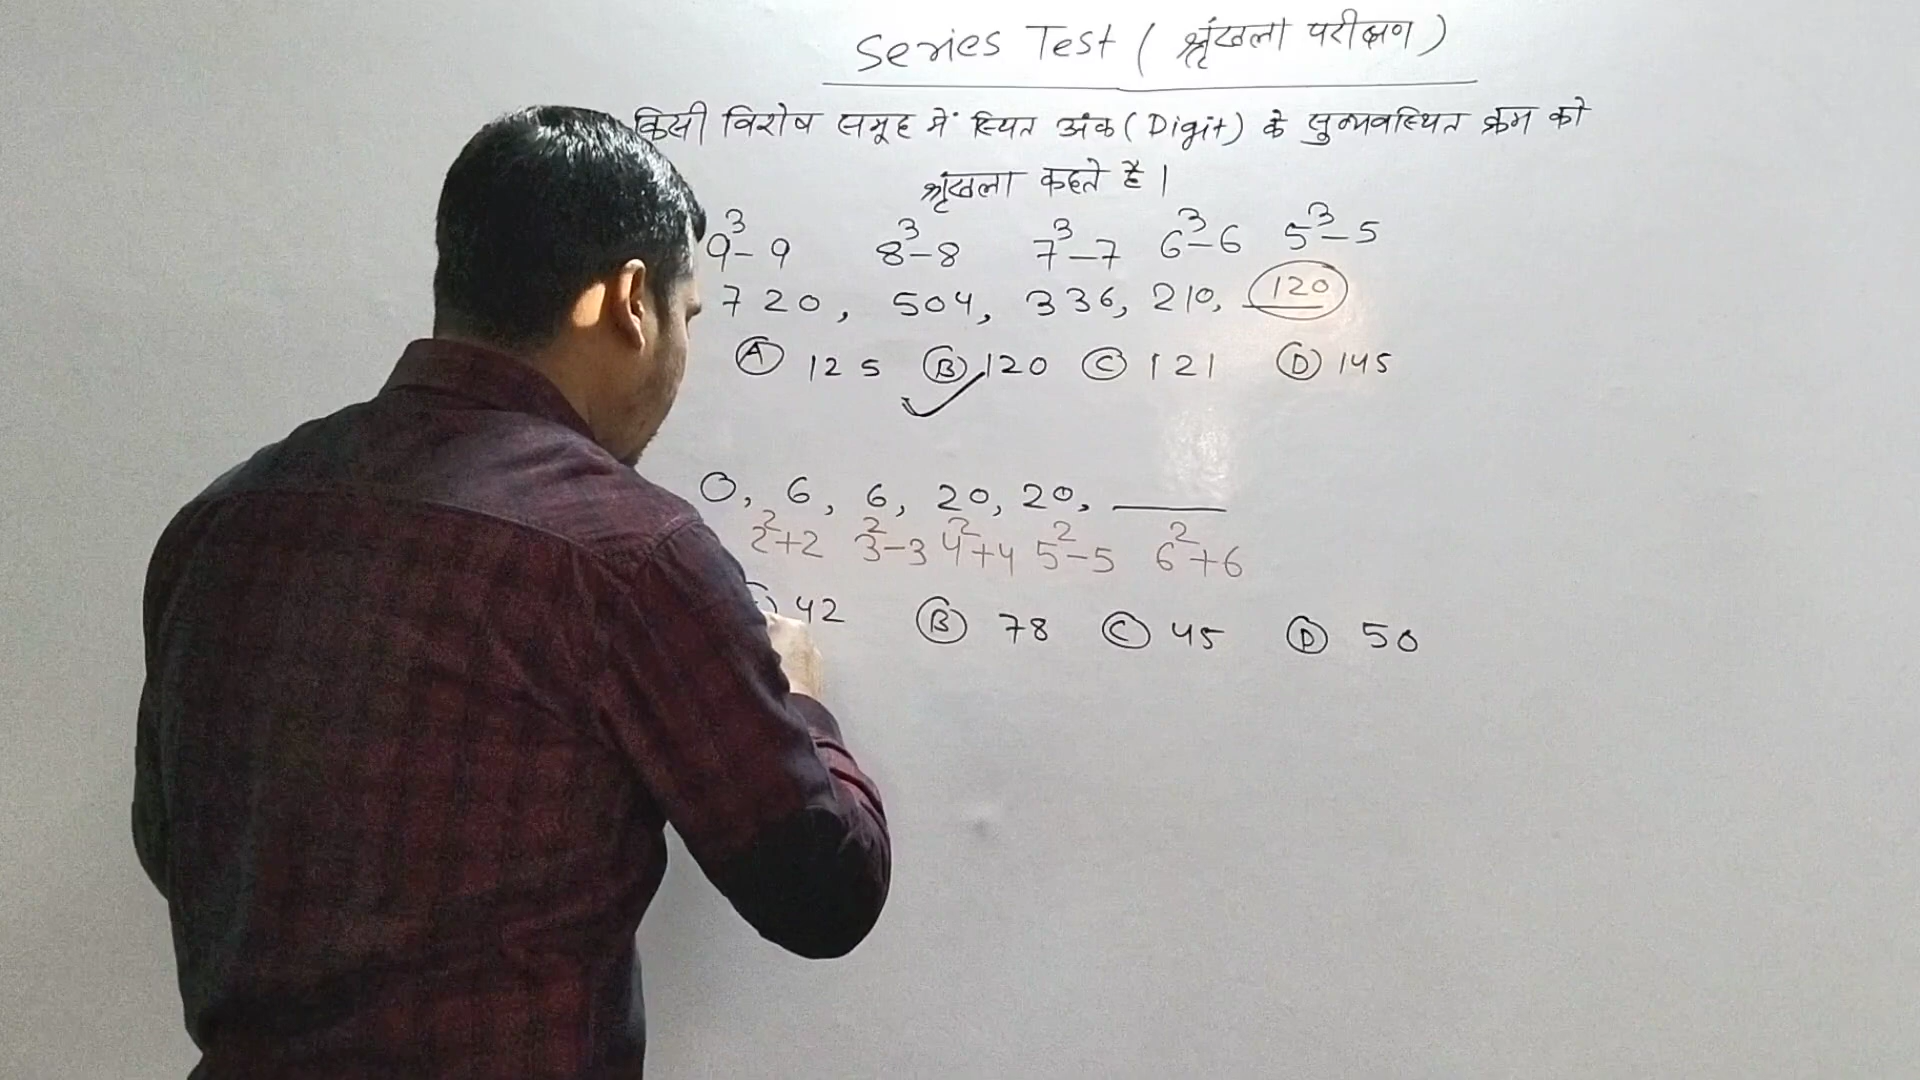 Series Test ( श्रृंखला परीक्षण )
किसी विशेष समूह में स्थित अंक ( Digit ) के सुव्यवस्थित क्रम को
श्रृंखला कहते है ।
9³-9 8³-8 7³-7 6³-6 5³-5
720, 504, 336, 210, 120
Ⓐ 125 Ⓑ 120 Ⓒ 121 Ⓓ 145
0, 6, 6, 20, 20, ____
2²+2 3²-3 4²+4 5²-5 6²+6
42 Ⓑ 78 Ⓒ 45 Ⓓ 50